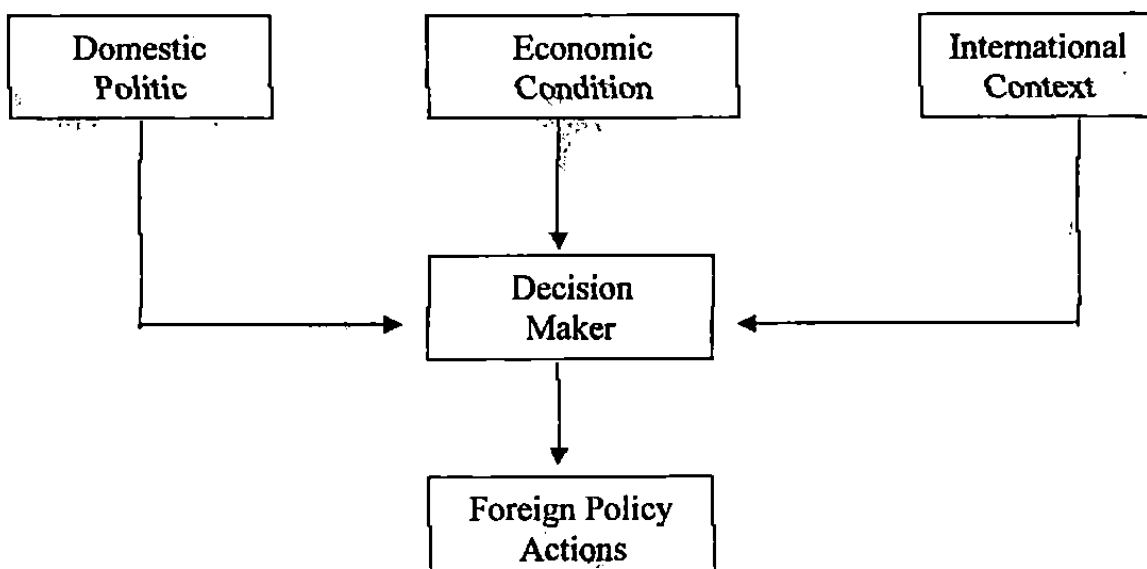 Domestic
Politic
Economic
Condition
International
Context
Decision
Maker
Foreign Policy
Actions